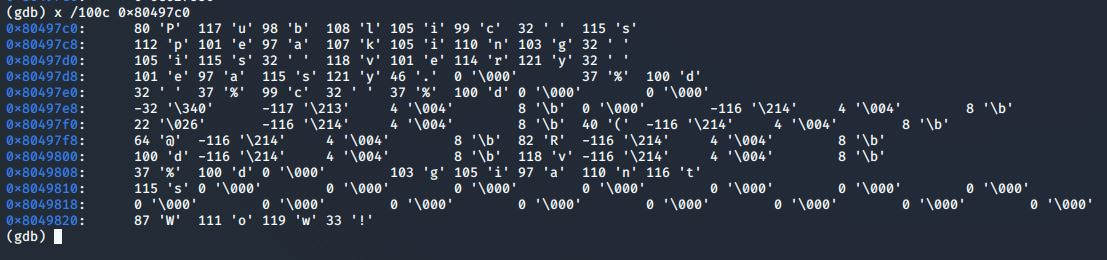 (gdb) x /100c 0x80497c0
0x80497c0: 80 'P' 117 'u' 98 'b' 108 'l' 105 'i' 99 'c' 32 ' ' 115 's'
0x80497c8: 112 'p' 101 'e' 97 'a' 107 'k' 105 'i' 110 'n' 103 'g' 32 ' '
0x80497d0: 105 'i' 115 's' 32 ' ' 118 'v' 101 'e' 114 'r' 121 'y' 32 ' '
0x80497d8: 101 'e' 97 'a' 115 's' 121 'y' 46 '.' 0 '\000' 37 '%' 100 'd'
0x80497e0: 32 ' ' 37 '%' 99 'c' 32 ' ' 37 '%' 100 'd' 0 '\000' 0 '\000'
0x80497e8: -32 '\340' -117 '\213' 4 '\004' 8 '\b' 0 '\000' -116 '\214' 4 '\004' 8 '\b'
0x80497f0: 22 '\026' -116 '\214' 4 '\004' 8 '\b' 40 '(' -116 '\214' 4 '\004' 8 '\b'
0x80497f8: 64 '@' -116 '\214' 4 '\004' 8 '\b' 82 'R' -116 '\214' 4 '\004' 8 '\b'
0x8049800: 100 'd' -116 '\214' 4 '\004' 8 '\b' 118 'v' -116 '\214' 4 '\004' 8 '\b'
0x8049808: 37 '%' 100 'd' 0 '\000' 103 'g' 105 'i' 97 'a' 110 'n' 116 't'
0x8049810: 115 's' 0 '\000' 0 '\000' 0 '\000' 0 '\000' 0 '\000' 0 '\000' 0 '\000'
0x8049818: 0 '\000' 0 '\000' 0 '\000' 0 '\000' 0 '\000' 0 '\000' 0 '\000' 0 '\000'
0x8049820: 87 'W' 111 'o' 119 'w' 33 '!'
(gdb)